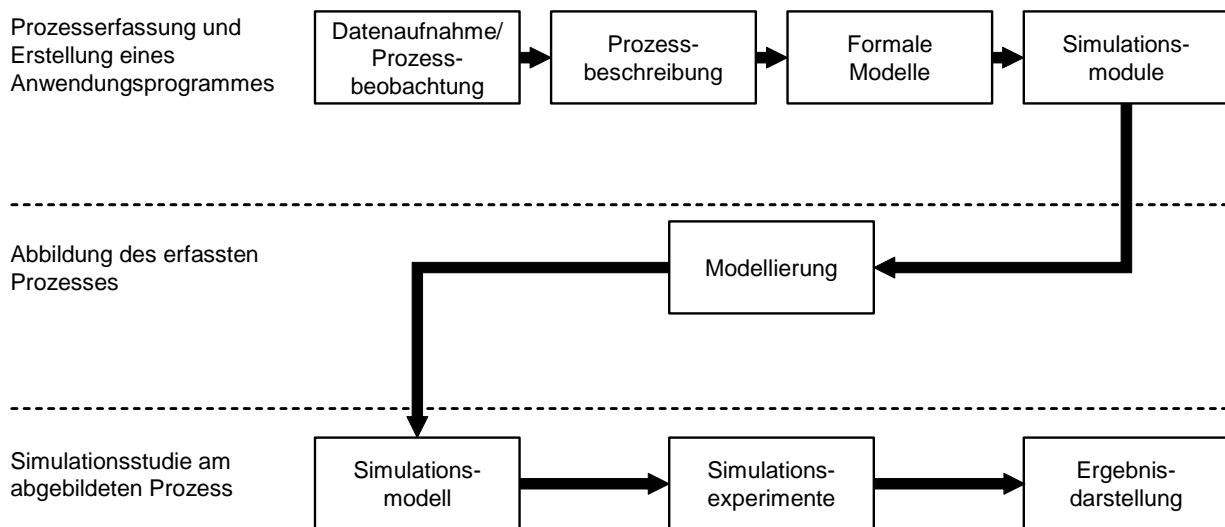 Prozesserfassung und
Erstellung eines
Anwendungsprogrammes
Datenaufnahme/
Prozess-
beobachtung
Prozess-
beschreibung
Formale
Modelle
Simulations-
module
Abbildung des erfassten
Prozesses
Modellierung
Simulationsstudie am
abgebildeten Prozess
Simulations-
modell
Simulations-
experimente
Ergebnis-
darstellung